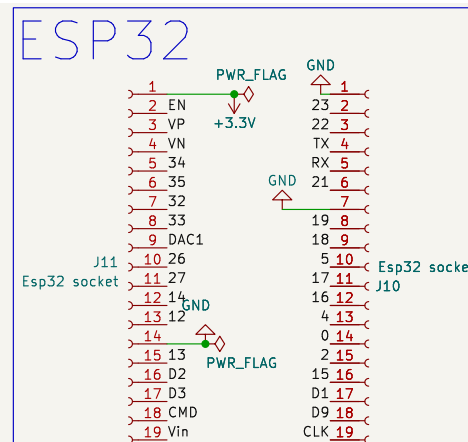 ESP32
PWR_FLAG
GND
1 1
+3.3V
2 EN 23 2
3 VP 22 3
4 VN TX 4
5 34 RX 5
6 35 21 6
GND
7 32 7
8 33 19 8
9 DAC1 18 9
J11 10 26 5 10 Esp32 socke
Esp32 socket 11 27 17 11 J10
12 14 16 12
GND
13 12 4 13
14 0 14
15 13 2 15
PWR_FLAG
16 D2 15 16
17 D3 D1 17
18 CMD D9 18
19 Vin CLK 19